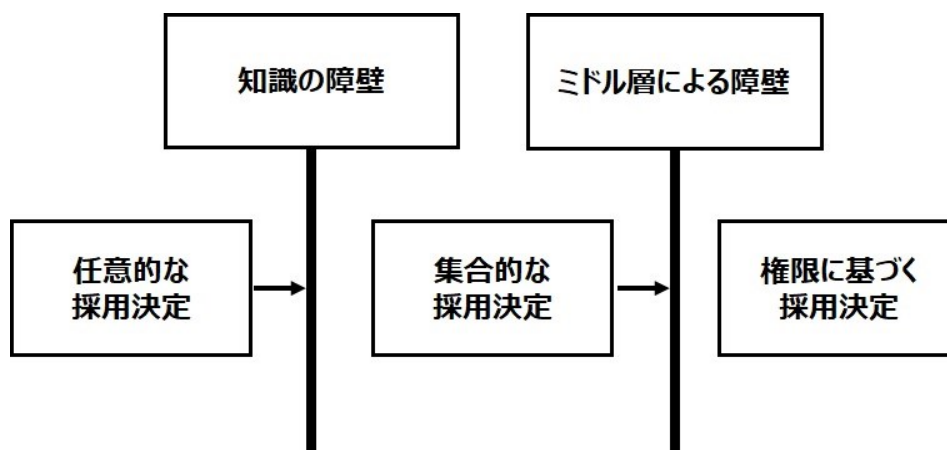 知識の障壁
ミドル層による障壁
任意的な
採用決定
集合的な
採用決定
権限に基づく
採用決定